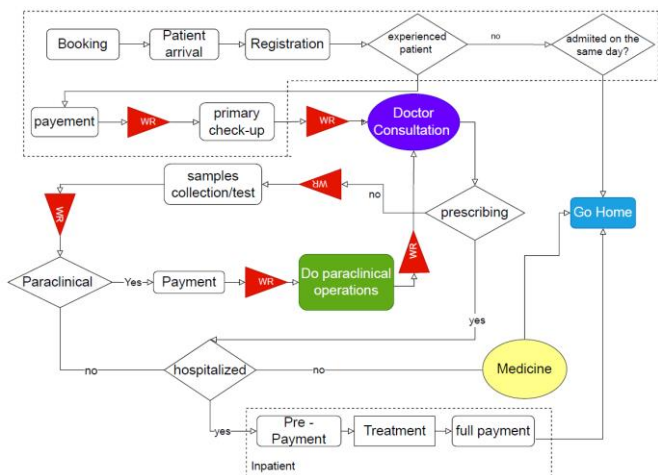 Booking
Patient
arrival
Registration
experienced
patient
no
admiited on the
same day?
payement
WR
primary
check-up
WR
Doctor
Consultation
samples
collection/test
WR
no
prescribing
Go Home
WR
WR
Paraclinical
Yes
Payment
WR
Do paraclinical
operations
yes
no
hospitalized
no
Medicine
yes
Pre -
Payment
Treatment
full payment
Inpatient